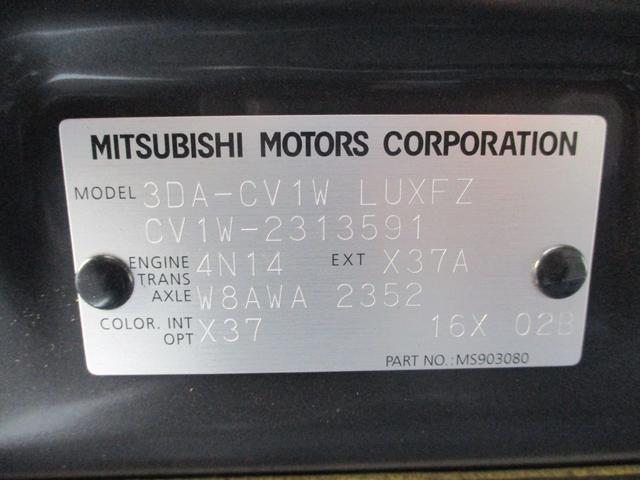 MITSUBISHI MOTORS CORPORATION
MODEL 3DA-CV1W LUXFZ
CV1W-2313591
ENGINE 4N14 EXT X37A
TRANS
AXLE W8AWA 2352
COLOR. INT X37 16X 02B
OPT
PART NO.: MS903080